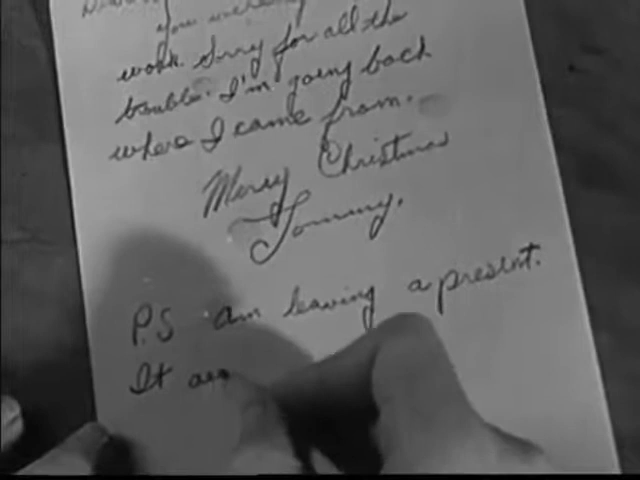 work. Sorry for all the
trouble. I'm going back
where I came from.
Merry Christmas
Tommy.
P.S am leaving a present.
It